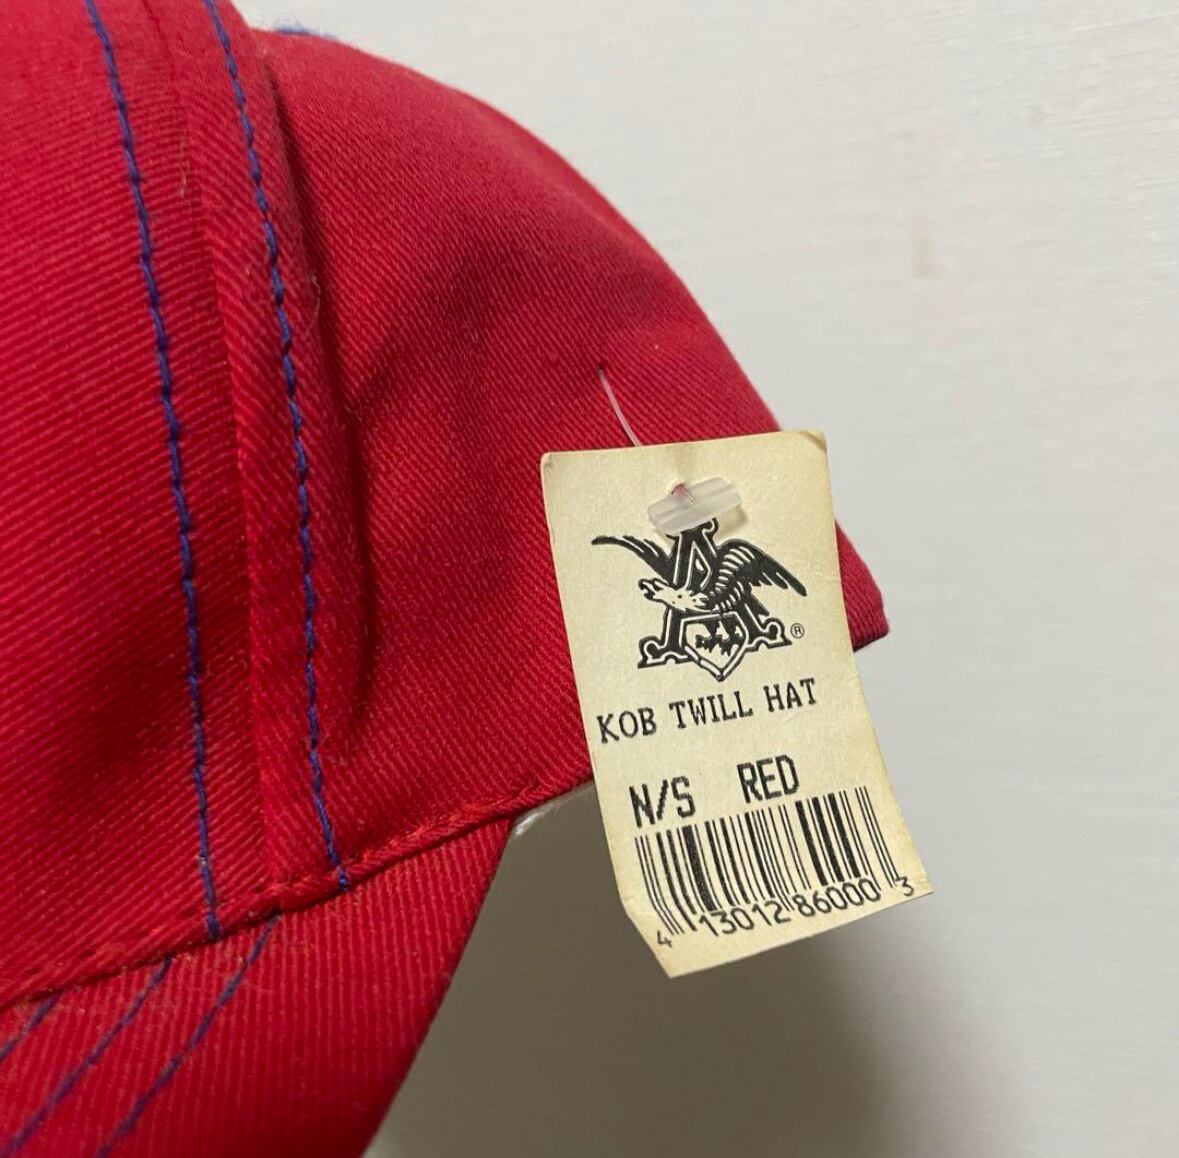 A
®
KOB TWILL HAT
N/S RED
4 13012 86000 3